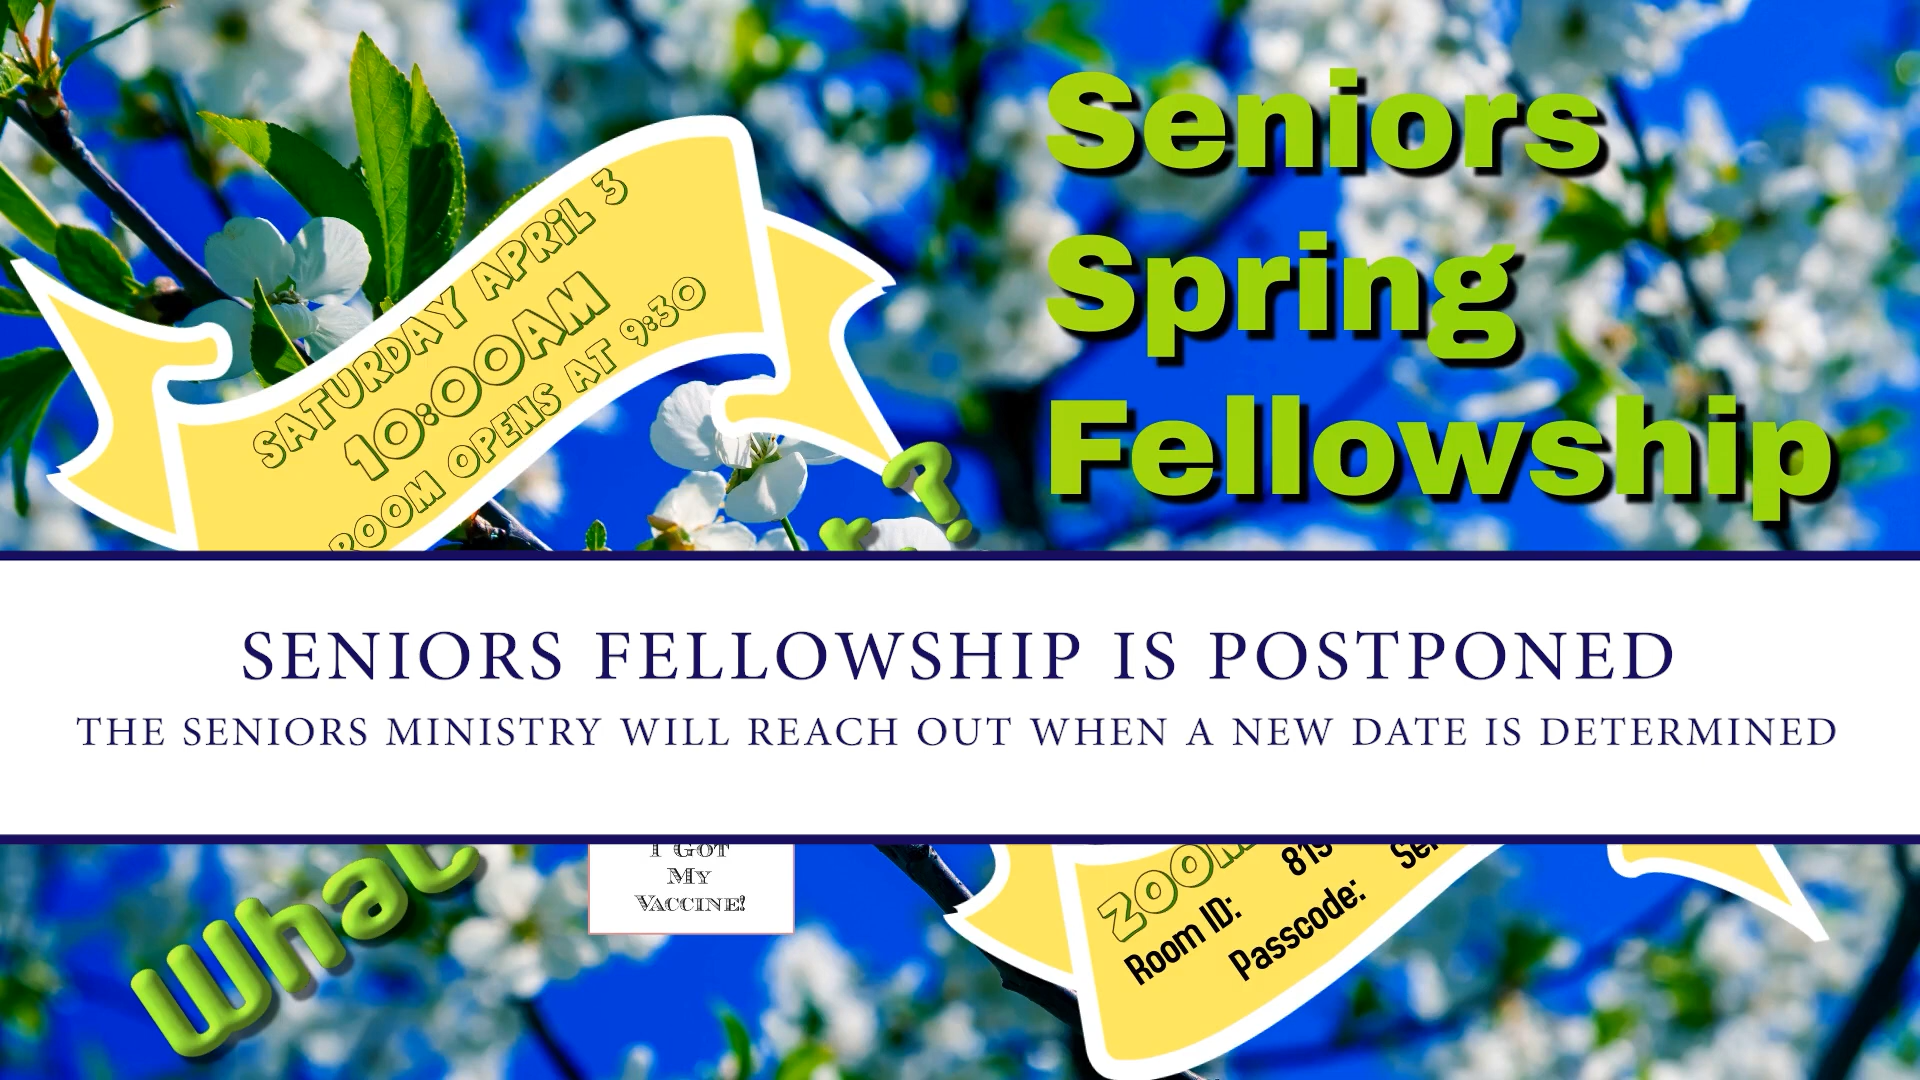 SATURDAY APRIL 3
10:00AM
ROOM OPENS AT 9:30
Seniors
Spring
Fellowship
?
SENIORS FELLOWSHIP IS POSTPONED
THE SENIORS MINISTRY WILL REACH OUT WHEN A NEW DATE IS DETERMINED
What
I GOT
MY
VACCINE!
ZOOM
Room ID: 819
Passcode: